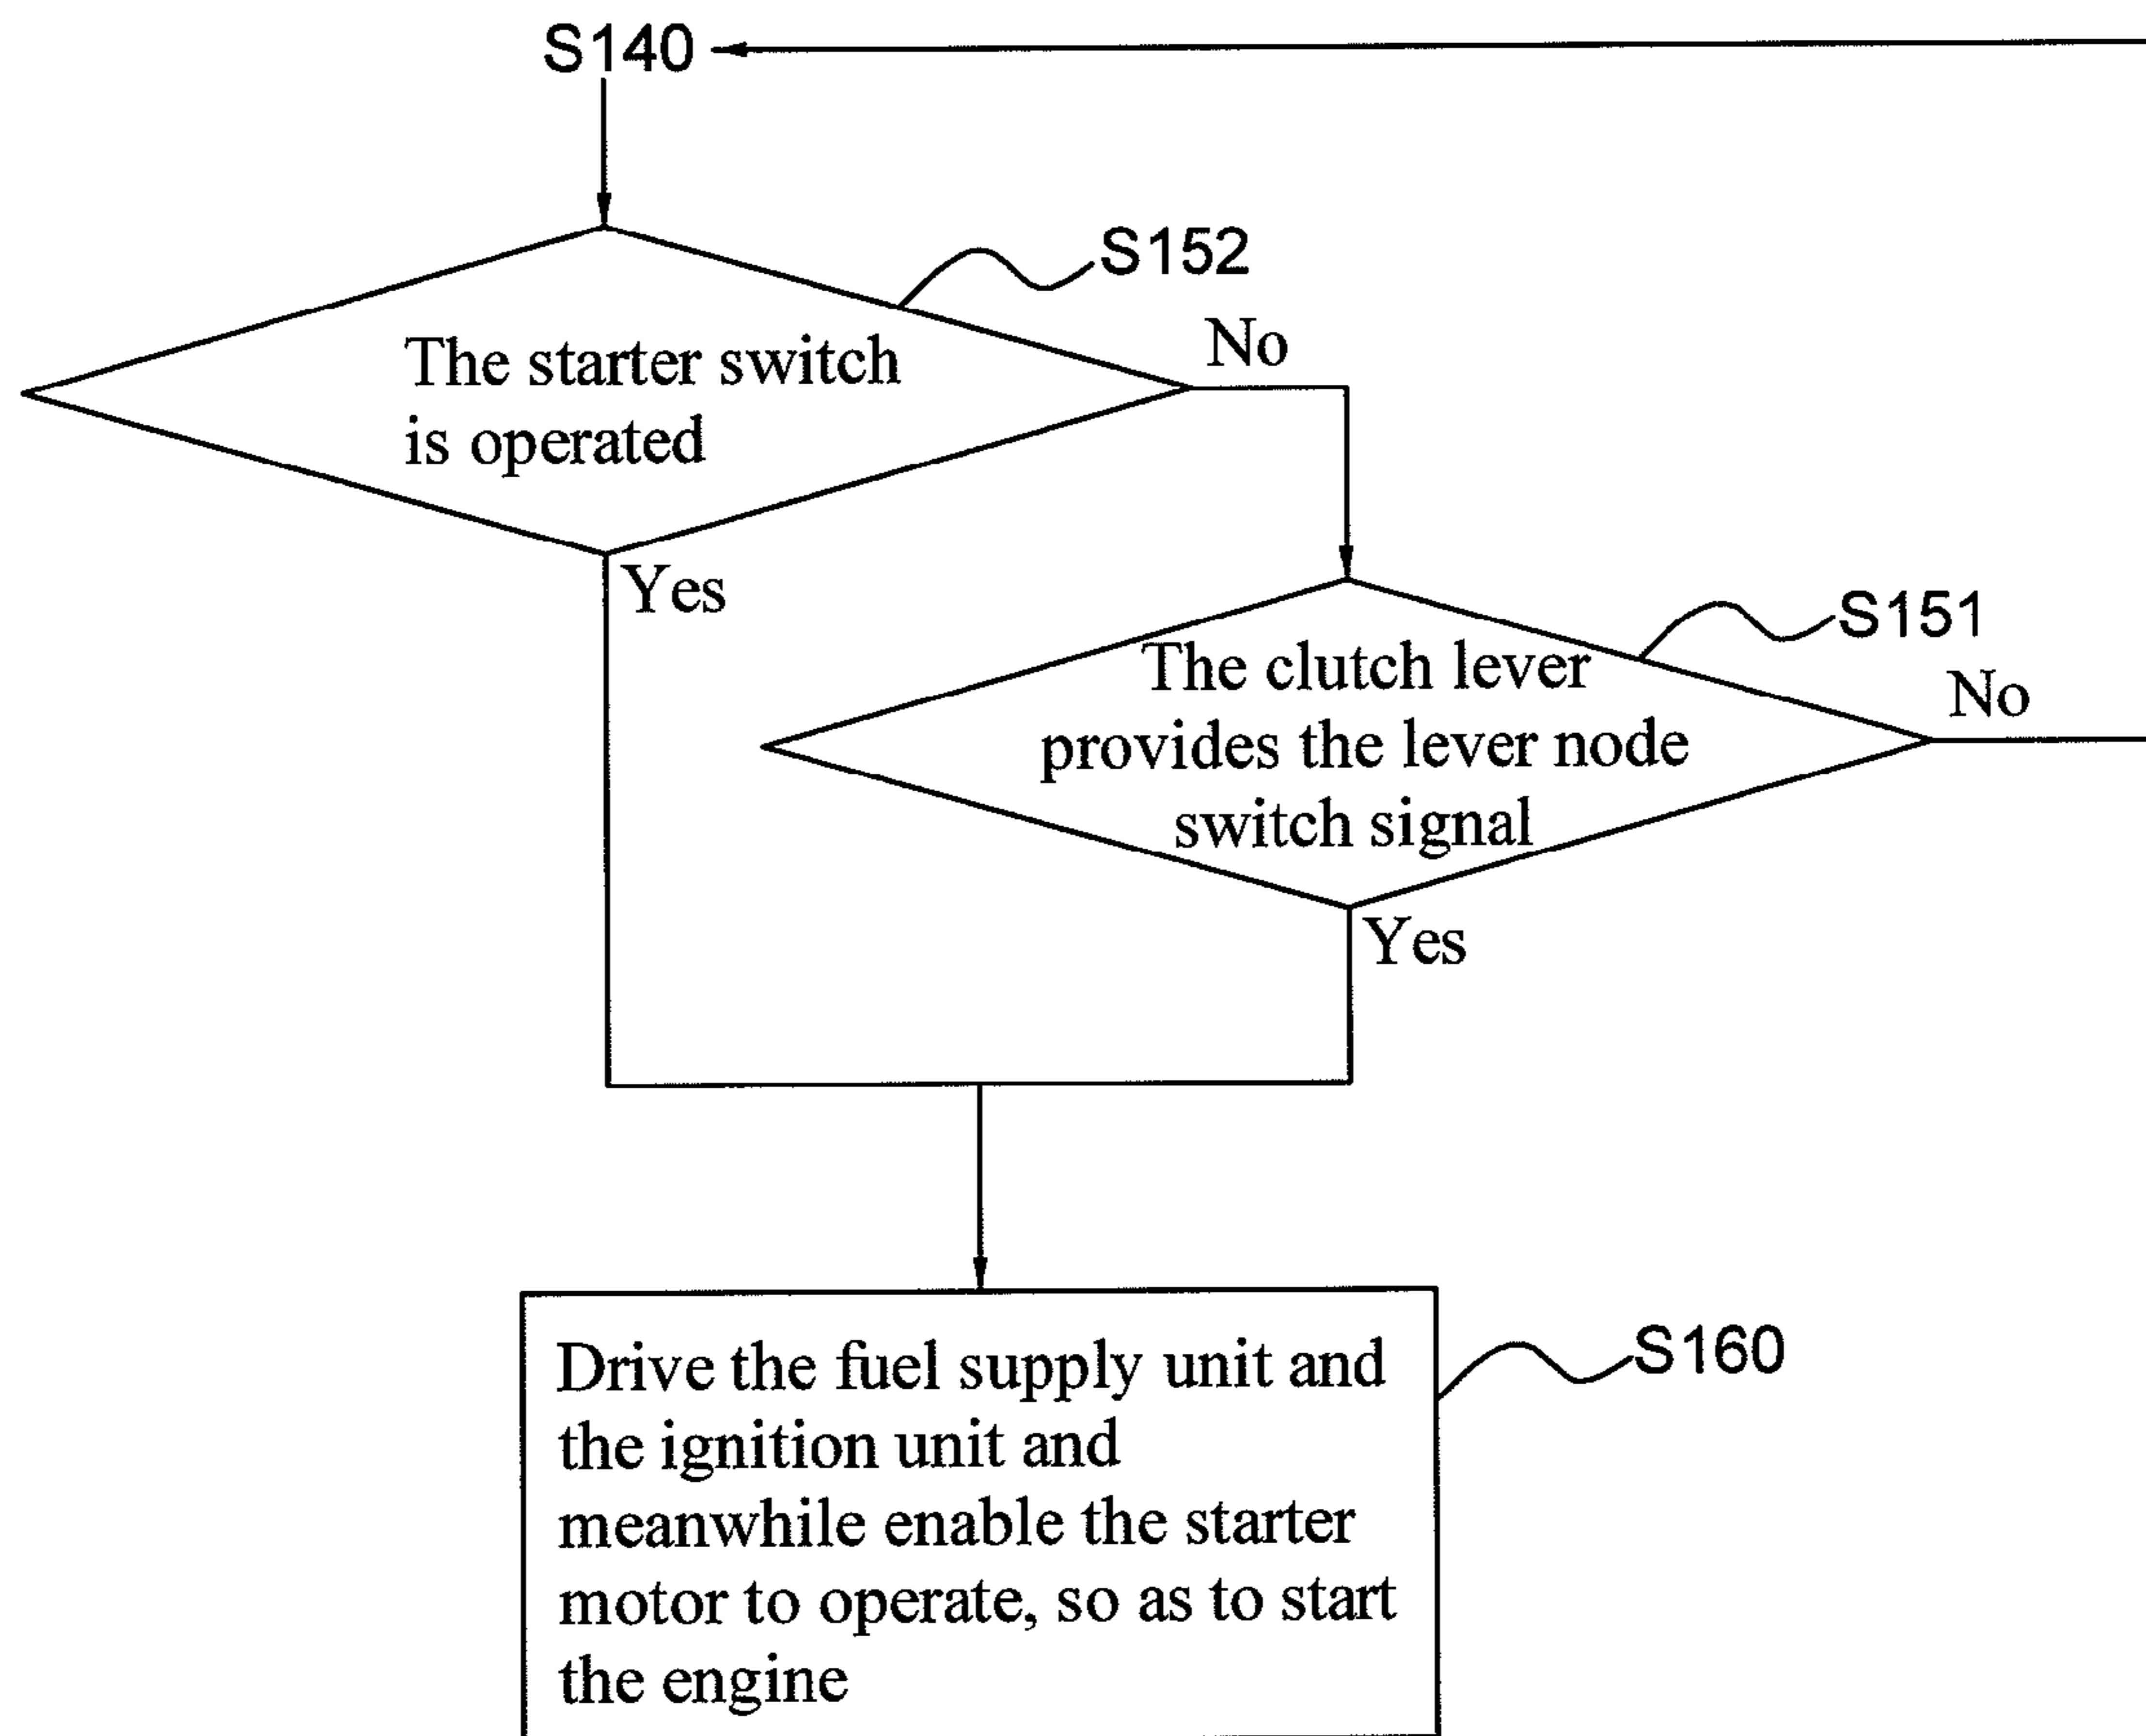 S140
S152
No
The starter switch
is operated
Yes
S151
No
The clutch lever
provides the lever node
switch signal
Yes
S160
Drive the fuel supply unit and
the ignition unit and
meanwhile enable the starter
motor to operate, so as to start
the engine